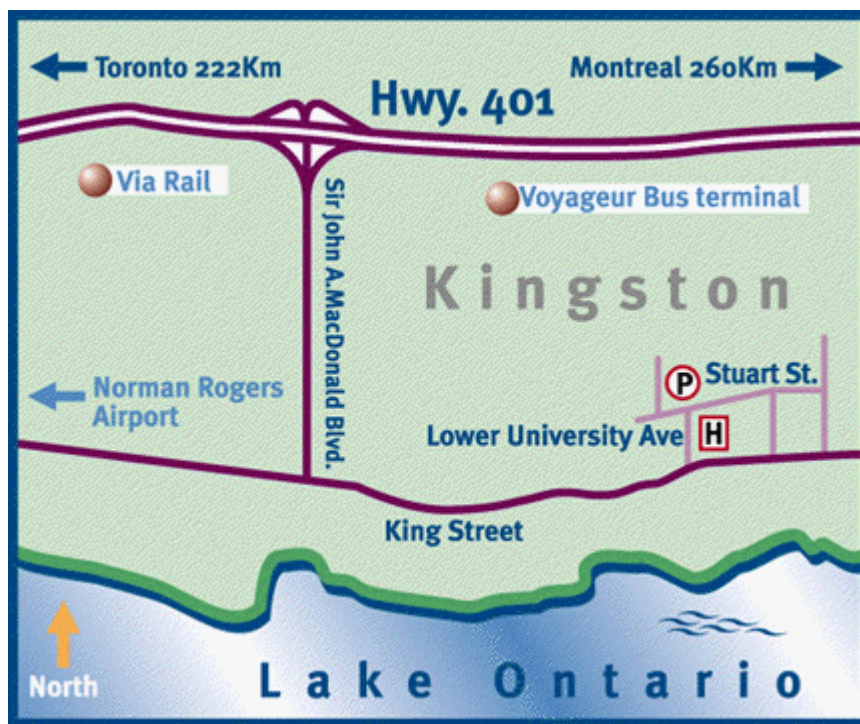 Toronto 222Km
Montreal 260Km
Hwy. 401
Via Rail
Sir John A.MacDonald Blvd.
Voyageur Bus terminal
Kingston
Norman Rogers
Airport
P
Stuart St.
Lower University Ave
H
King Street
North
Lake Ontario